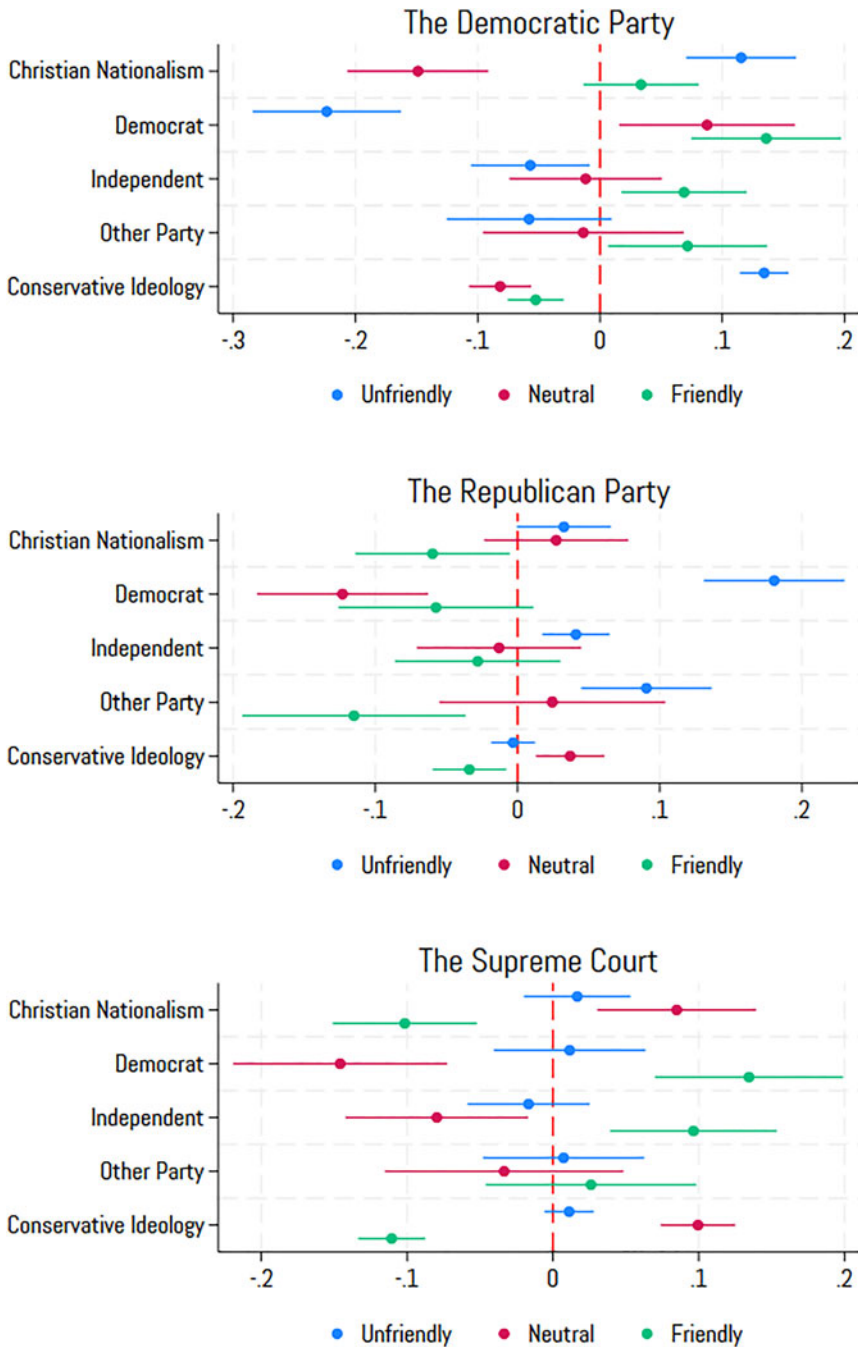 The Democratic Party
Christian Nationalism
Democrat
Independent
Other Party
Conservative Ideology
-.3 -.2 -.1 0 .1 .2
Unfriendly Neutral Friendly
The Republican Party
Christian Nationalism
Democrat
Independent
Other Party
Conservative Ideology
-.2 -.1 0 .1 .2
Unfriendly Neutral Friendly
The Supreme Court
Christian Nationalism
Democrat
Independent
Other Party
Conservative Ideology
-.2 -.1 0 .1 .2
Unfriendly Neutral Friendly